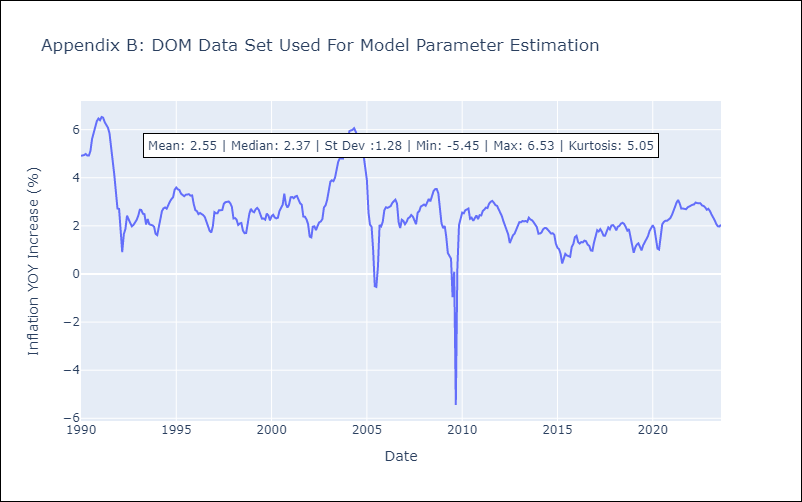 Appendix B: DOM Data Set Used For Model Parameter Estimation
Mean: 2.55 | Median: 2.37 | St Dev :1.28 | Min: -5.45 | Max: 6.53 | Kurtosis: 5.05
Inflation YOY Increase (%)
6
4
2
0
−2
−4
−6
1990 1995 2000 2005 2010 2015 2020
Date